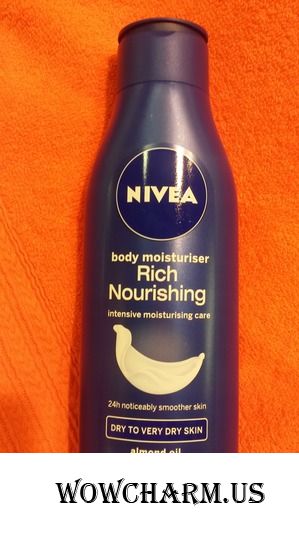 NIVEA
body moisturiser
Rich
Nourishing
intensive moisturising care
24h noticeably smoother skin
DRY TO VERY DRY SKIN
almond oil
WOWCHARM.US